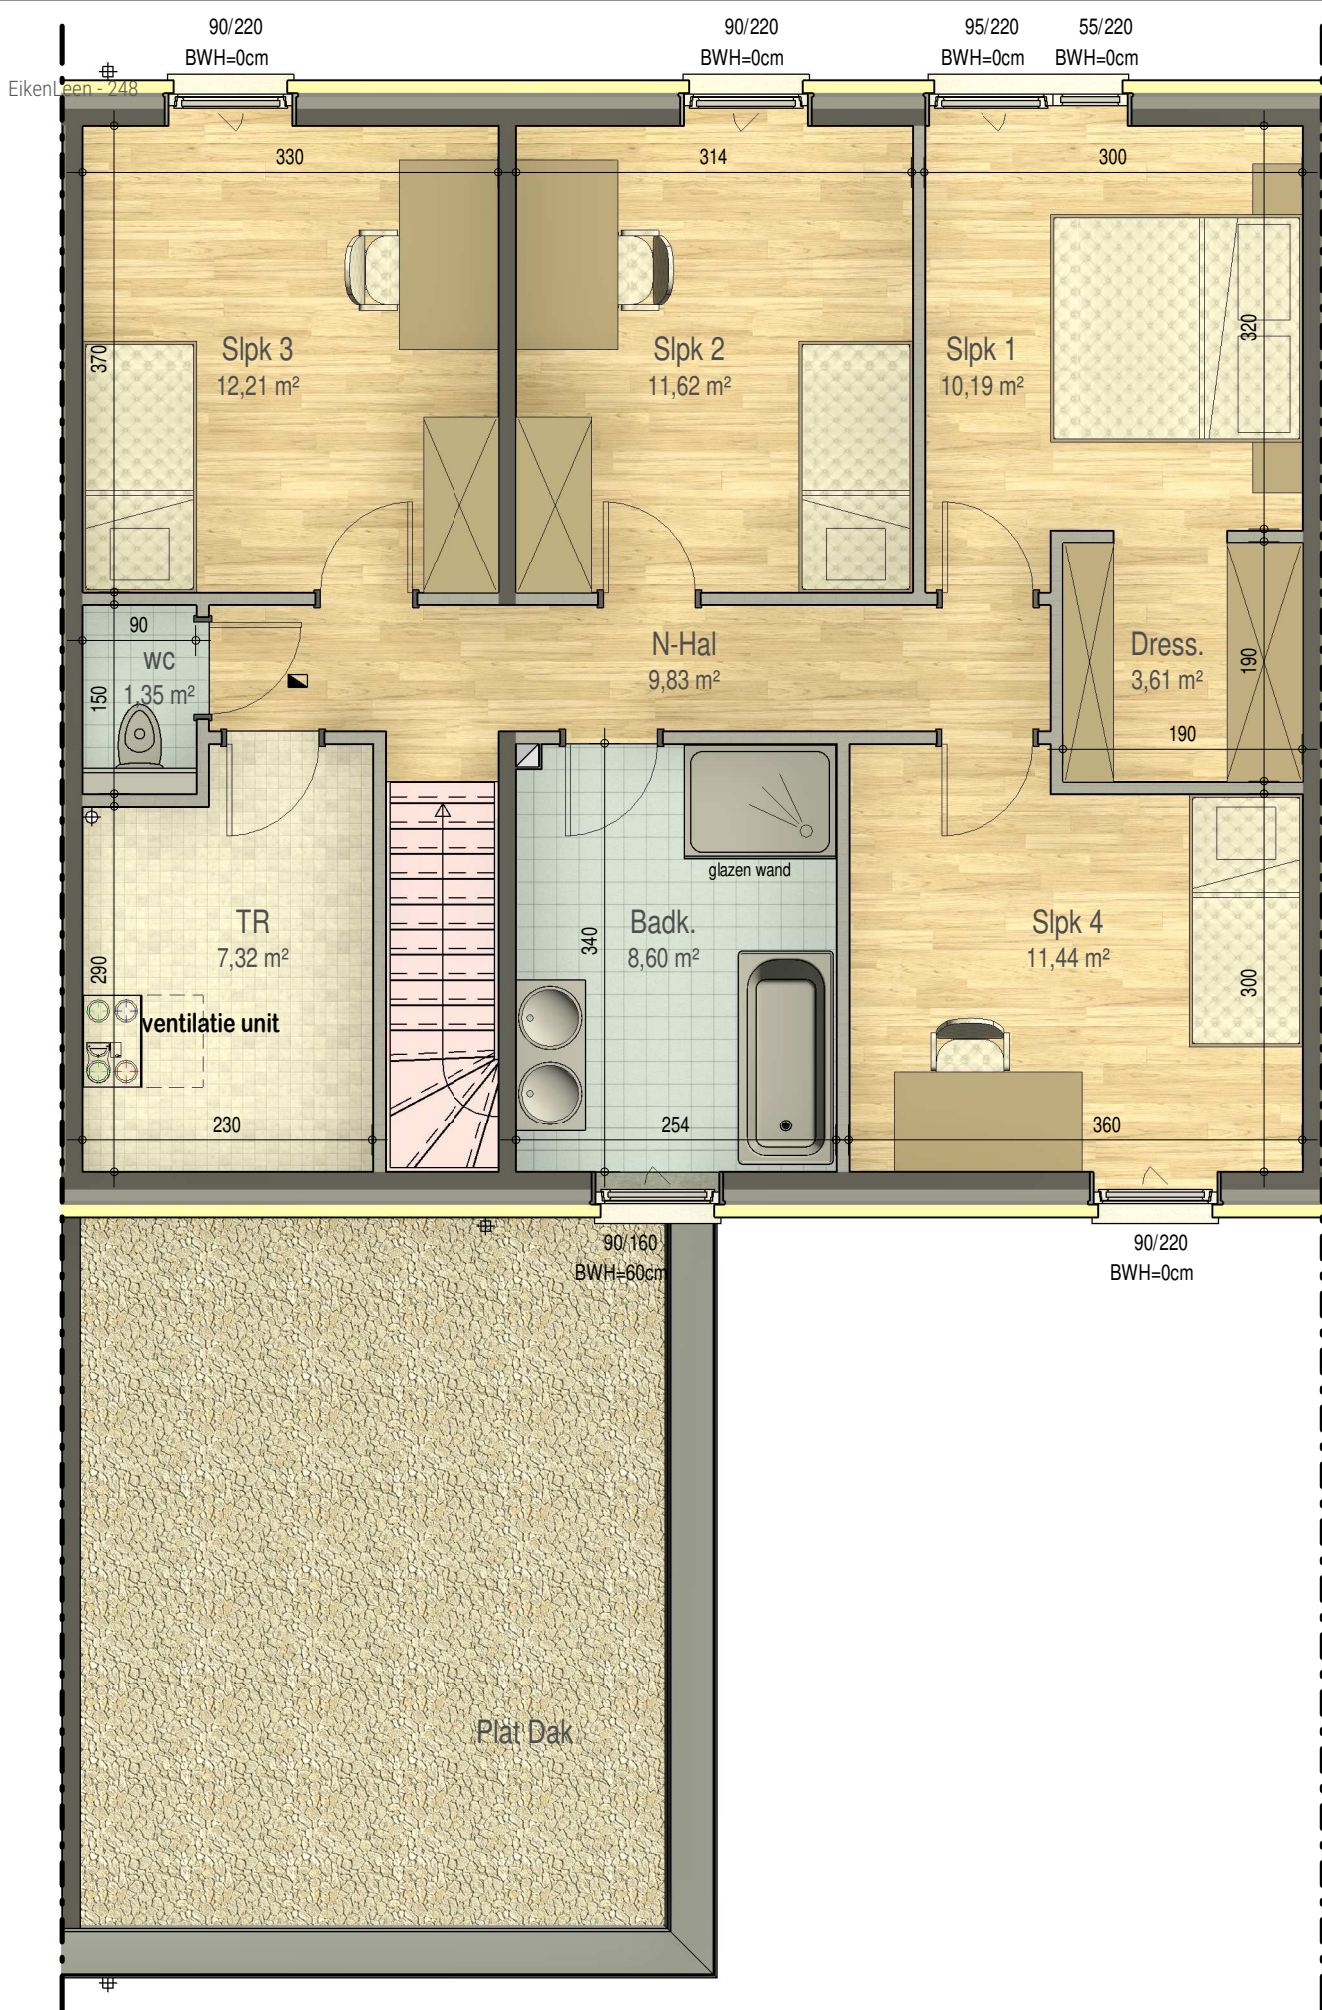 90/220
BWH=0cm
90/220
BWH=0cm
95/220
BWH=0cm
55/220
BWH=0cm
EikenLeen - 248
330
314
300
370
Slpk 3
12,21 m²
Slpk 2
11,62 m²
Slpk 1
10,19 m²
320
90
WC
1,35 m²
150
N-Hal
9,83 m²
Dress.
3,61 m²
190
190
glazen wand
TR
7,32 m²
290
ventilatie unit
230
Badk.
8,60 m²
340
254
Slpk 4
11,44 m²
300
360
90/160
BWH=60cm
90/220
BWH=0cm
Plat Dak